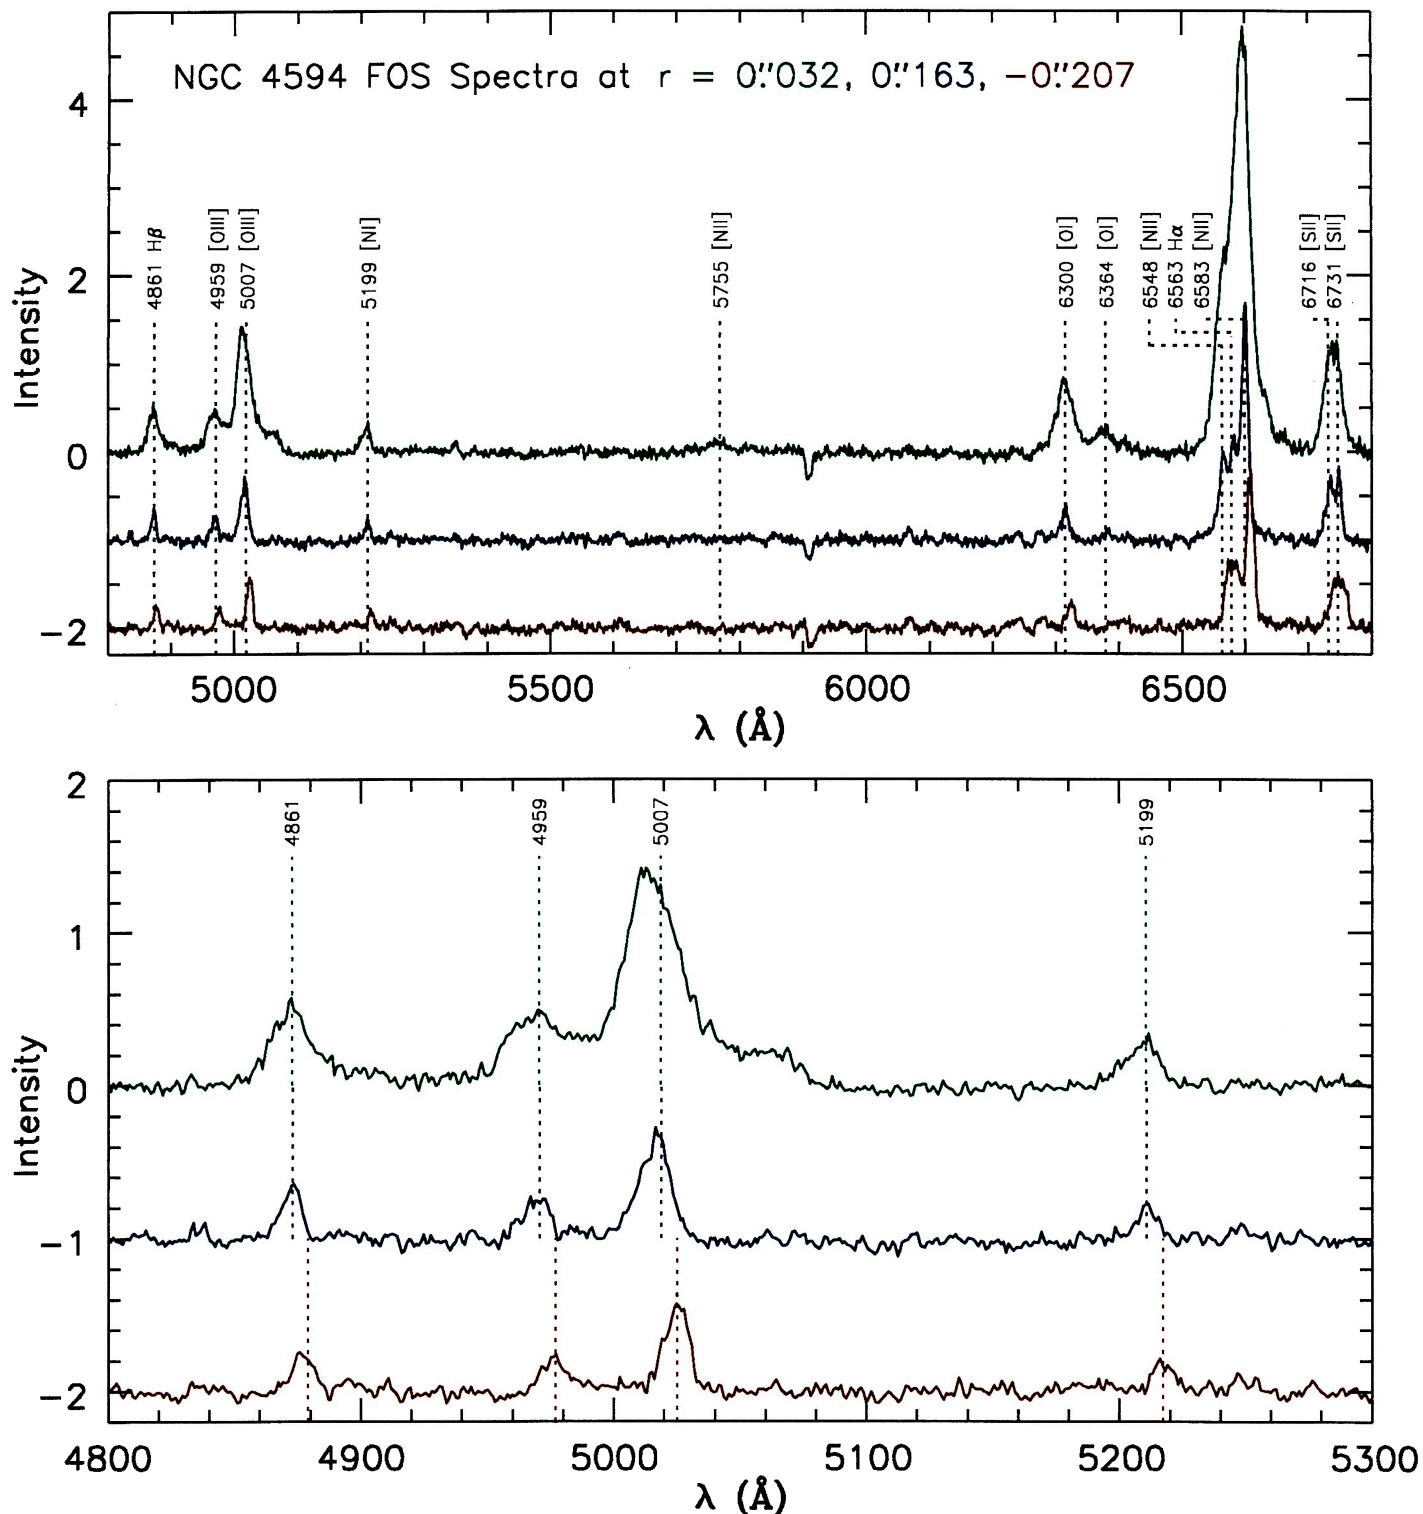 NGC 4594 FOS Spectra at r = 0."032, 0."163, −0."207
4
2
0
−2
Intensity
4861 Hβ
4959 [OIII]
5007 [OIII]
5199 [NI]
5755 [NII]
6300 [OI]
6364 [OI]
6548 [NII]
6563 Hα
6583 [NII]
6716 [SII]
6731 [SII]
5000
5500
6000
6500
λ (Å)
2
1
0
−1
−2
Intensity
4861
4959
5007
5199
4800
4900
5000
5100
5200
5300
λ (Å)